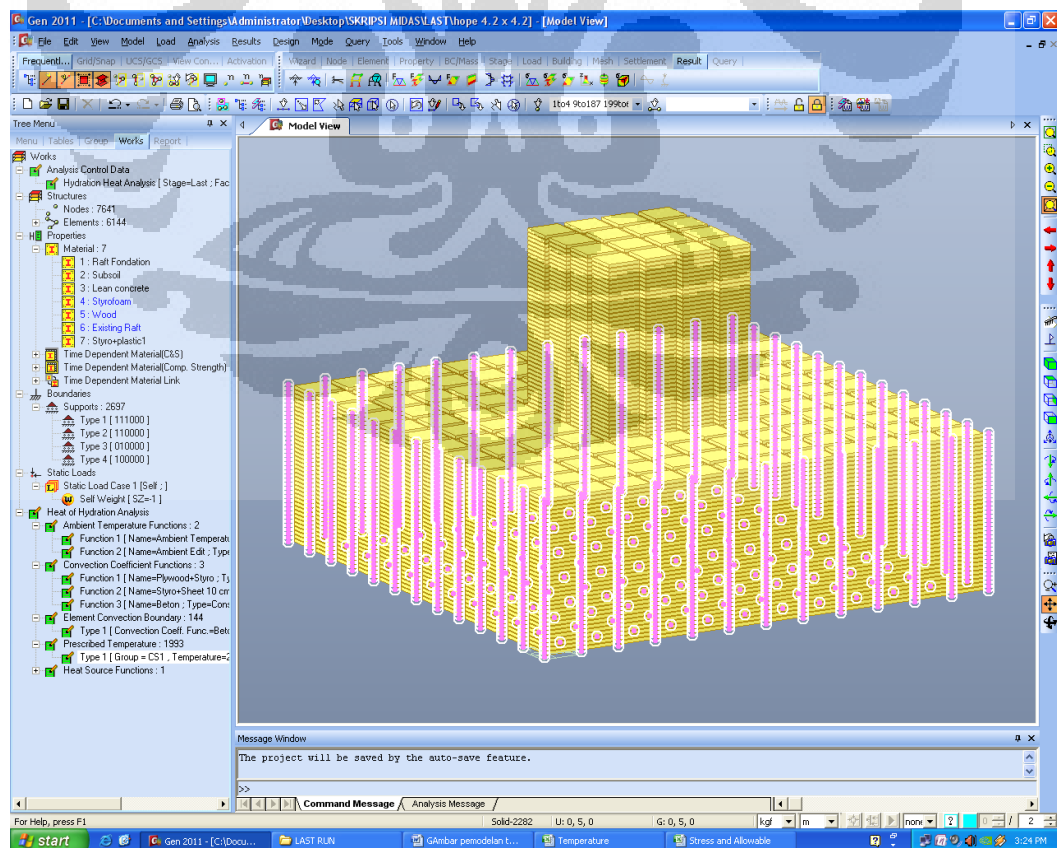 Gen 2011 - [C:\Documents and Settings\Administrator\Desktop\SKRIPSI MIDAS\LAST\hope 4.2 x 4.2] - [Model View]
File Edit View Model Load Analysis Results Design Mode Query Tools Window Help
Frequentl... Grid/Snap UCS/GCS View Con... Activation Wizard Node Element Property BC/Mass Stage Load Building Mesh Settlement Result Query
1to4 9to187 199to
Tree Menu
Model View
Menu Tables Group Works Report
Works
Analysis Control Data
Hydration Heat Analysis [ Stage=Last ; Fac
Structures
Nodes : 7641
Elements : 6144
Properties
Material : 7
1 : Raft Fondation
2 : Subsoil
3 : Lean concrete
4 : Styrofoam
5 : Wood
6 : Existing Raft
7 : Styro+plastic1
Time Dependent Material(C&S)
Time Dependent Material(Comp. Strength)
Time Dependent Material Link
Boundaries
Supports : 2697
Type 1 [ 111000 ]
Type 2 [ 110000 ]
Type 3 [ 010000 ]
Type 4 [ 100000 ]
Static Loads
Static Load Case 1 [Self ; ]
Self Weight [ SZ=-1 ]
Heat of Hydration Analysis
Ambient Temperature Functions : 2
Function 1 [ Name=Ambient Temperatu
Function 2 [ Name=Ambient Edit ; Type
Convection Coefficient Functions : 3
Function 1 [ Name=Plywood+Styro ; Ty
Function 2 [ Name=Styro+Sheet 10 cm
Function 3 [ Name=Beton ; Type=Cons
Element Convection Boundary : 144
Type 1 [ Convection Coeff. Func.=Beto
Prescribed Temperature : 1993
Type 1 [ Group = CS1 , Temperature=2
Heat Source Functions : 1
Message Window
The project will be saved by the auto-save feature.
>>
Command Message Analysis Message
For Help, press F1 Solid-2282 U: 0, 5, 0 G: 0, 5, 0 kgf m non 0 / 2
start Gen 2011 - [C:\Docu... LAST RUN GAmbar pemodelan t... Temperature Stress and Allowable 3:24 PM